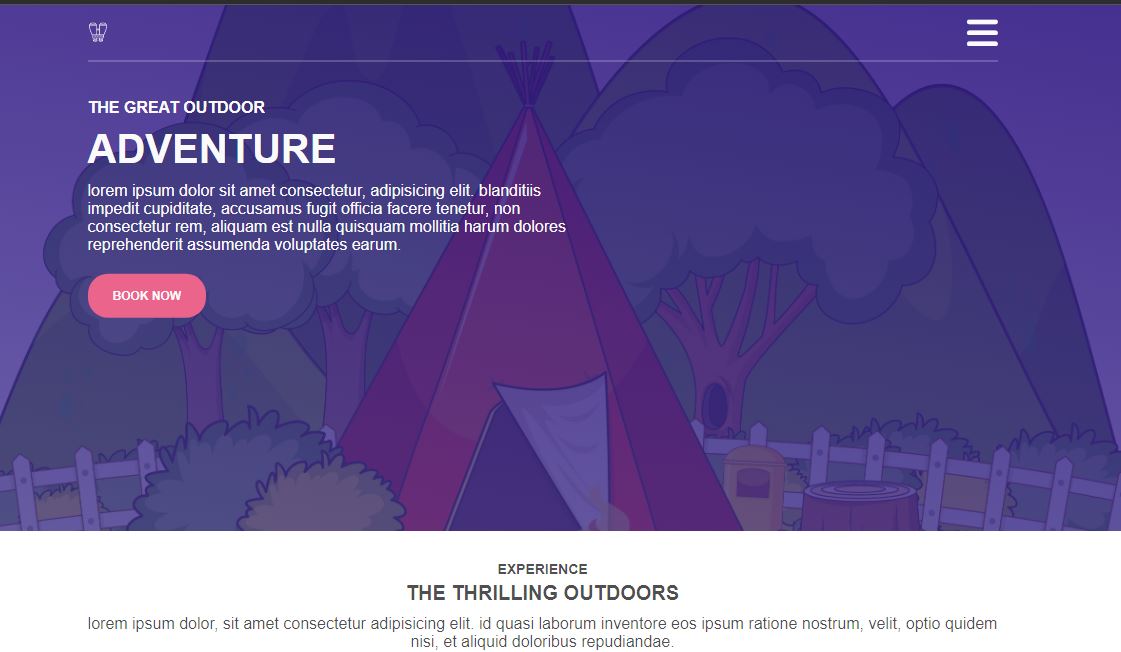 THE GREAT OUTDOOR
ADVENTURE
lorem ipsum dolor sit amet consectetur, adipisicing elit. blanditiis
impedit cupiditate, accusamus fugit officia facere tenetur, non
consectetur rem, aliquam est nulla quisquam mollitia harum dolores
reprehenderit assumenda voluptates earum.
BOOK NOW
EXPERIENCE
THE THRILLING OUTDOORS
lorem ipsum dolor, sit amet consectetur adipisicing elit. id quasi laborum inventore eos ipsum ratione nostrum, velit, optio quidem
nisi, et aliquid doloribus repudiandae.